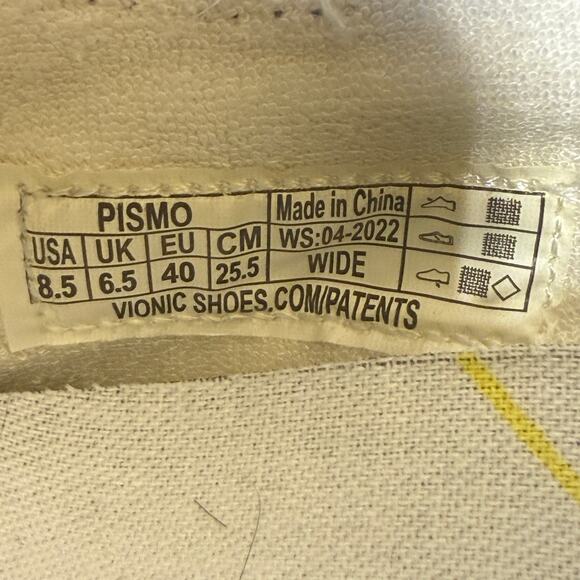 PISMO
Made in China
USA UK EU CM
WS:04-2022
8.5 6.5 40 25.5
WIDE
VIONIC SHOES.COM/PATENTS